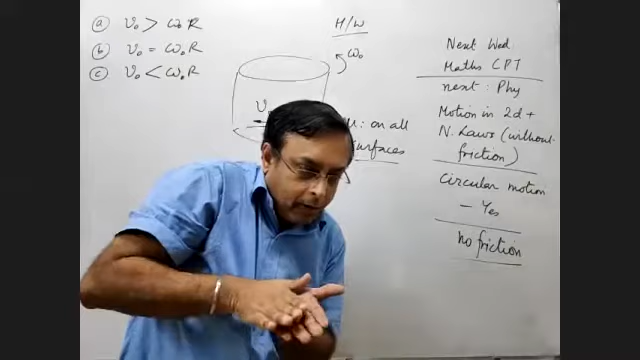 (a) v₀ > ω₀R
(b) v₀ = ω₀R
(c) v₀ < ω₀R
H/W
ω₀
: on all
surfaces
Next Wed
Maths CPT
next : Phy
Motion in 2d +
N. Laws (without
friction)
Circular motion
– Yes
no friction